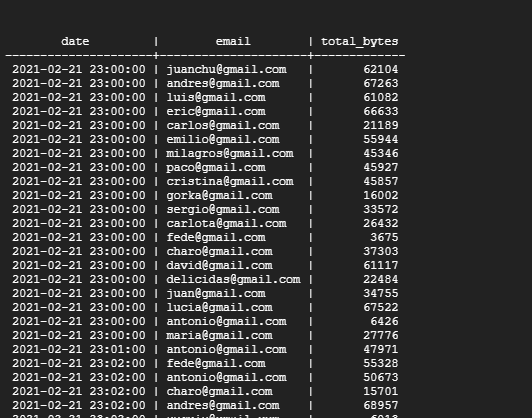 date | email | total_bytes
---------------------+---------------------+-------------
2021-02-21 23:00:00 | juanchu@gmail.com | 62104
2021-02-21 23:00:00 | andres@gmail.com | 67263
2021-02-21 23:00:00 | luis@gmail.com | 61082
2021-02-21 23:00:00 | eric@gmail.com | 66633
2021-02-21 23:00:00 | carlos@gmail.com | 21189
2021-02-21 23:00:00 | emilio@gmail.com | 55944
2021-02-21 23:00:00 | milagros@gmail.com | 45346
2021-02-21 23:00:00 | paco@gmail.com | 45927
2021-02-21 23:00:00 | cristina@gmail.com | 45857
2021-02-21 23:00:00 | gorka@gmail.com | 16002
2021-02-21 23:00:00 | sergio@gmail.com | 33572
2021-02-21 23:00:00 | carlota@gmail.com | 26432
2021-02-21 23:00:00 | fede@gmail.com | 3675
2021-02-21 23:00:00 | charo@gmail.com | 37303
2021-02-21 23:00:00 | david@gmail.com | 61117
2021-02-21 23:00:00 | delicidas@gmail.com | 22484
2021-02-21 23:00:00 | juan@gmail.com | 34755
2021-02-21 23:00:00 | lucia@gmail.com | 67522
2021-02-21 23:00:00 | antonio@gmail.com | 6426
2021-02-21 23:00:00 | maria@gmail.com | 27776
2021-02-21 23:01:00 | antonio@gmail.com | 47971
2021-02-21 23:02:00 | fede@gmail.com | 55328
2021-02-21 23:02:00 | antonio@gmail.com | 50673
2021-02-21 23:02:00 | charo@gmail.com | 15701
2021-02-21 23:02:00 | andres@gmail.com | 68957